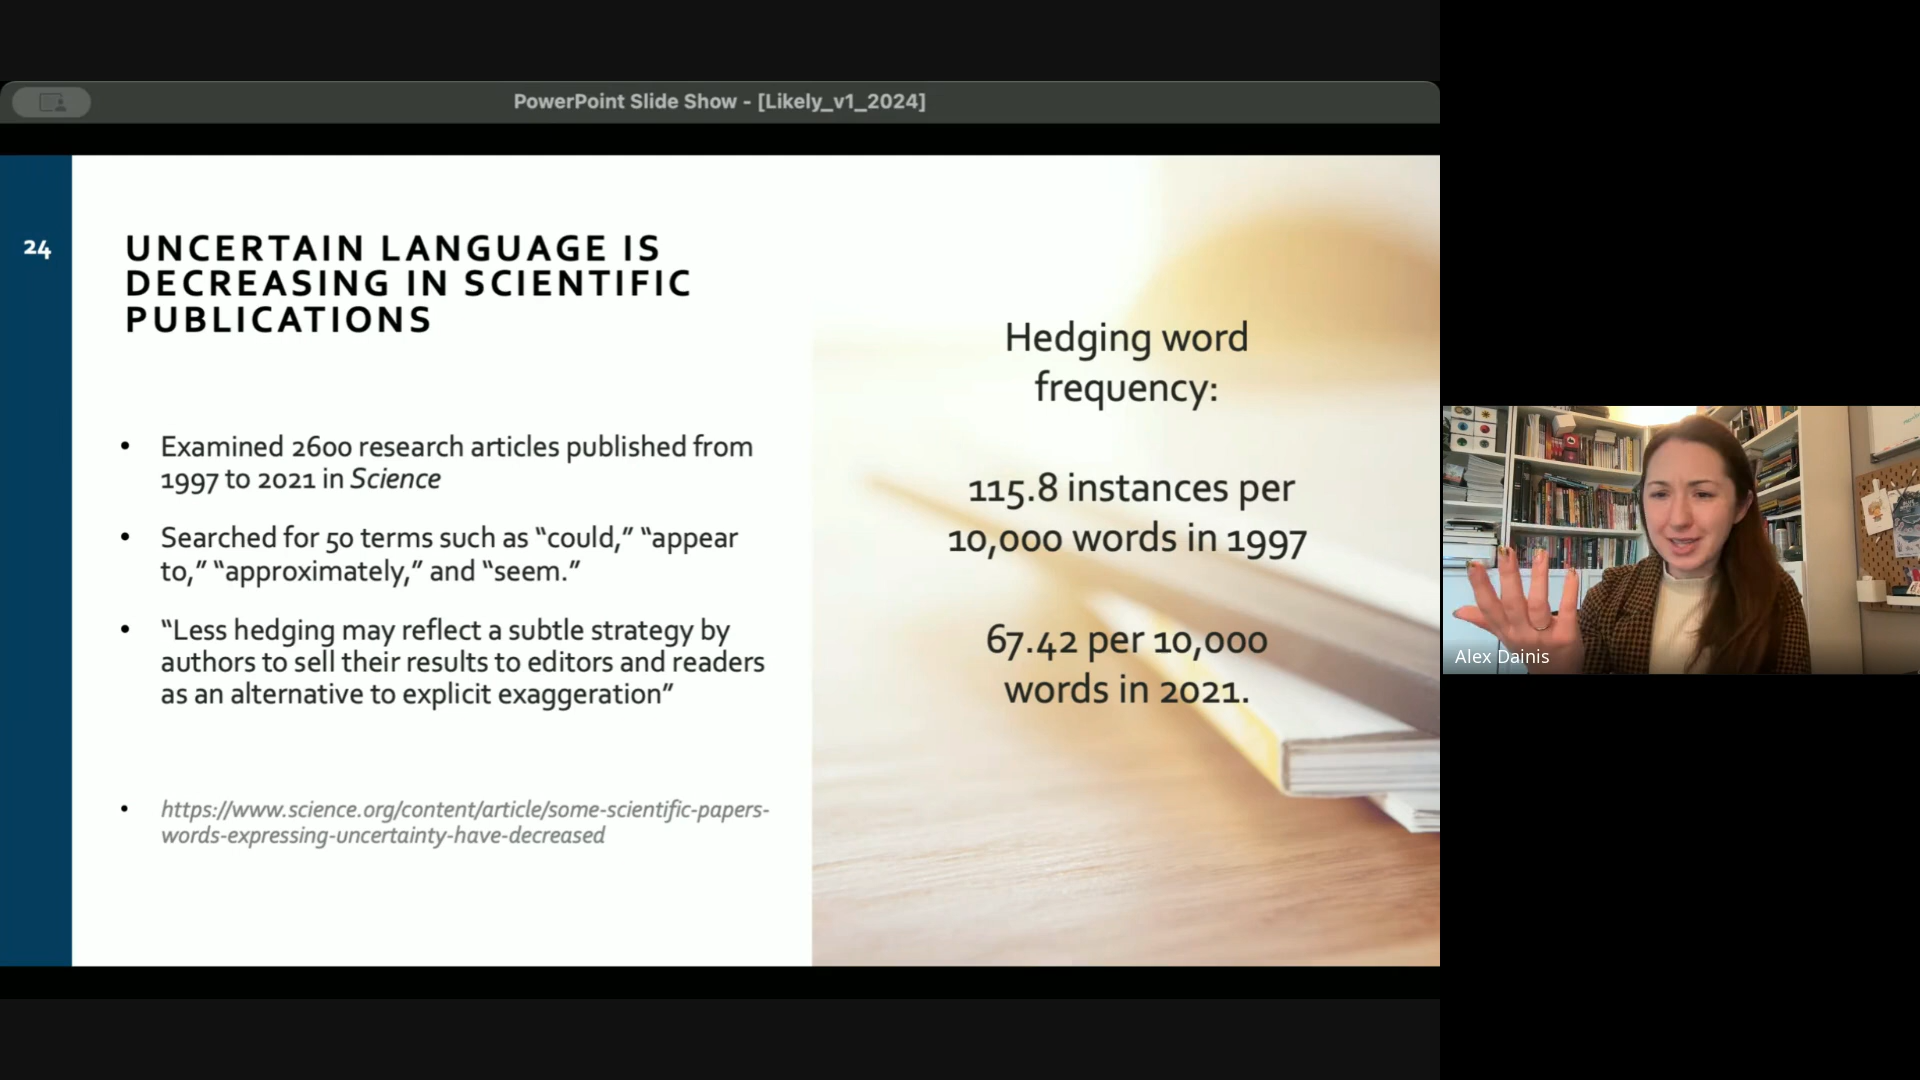 PowerPoint Slide Show - [Likely_v1_2024]
24
UNCERTAIN LANGUAGE IS
DECREASING IN SCIENTIFIC
PUBLICATIONS
• Examined 2600 research articles published from
1997 to 2021 in Science
• Searched for 50 terms such as “could,” “appear
to,” “approximately,” and “seem.”
• “Less hedging may reflect a subtle strategy by
authors to sell their results to editors and readers
as an alternative to explicit exaggeration”
• https://www.science.org/content/article/some-scientific-papers-
words-expressing-uncertainty-have-decreased
Hedging word
frequency:
115.8 instances per
10,000 words in 1997
67.42 per 10,000
words in 2021.
Alex Dainis